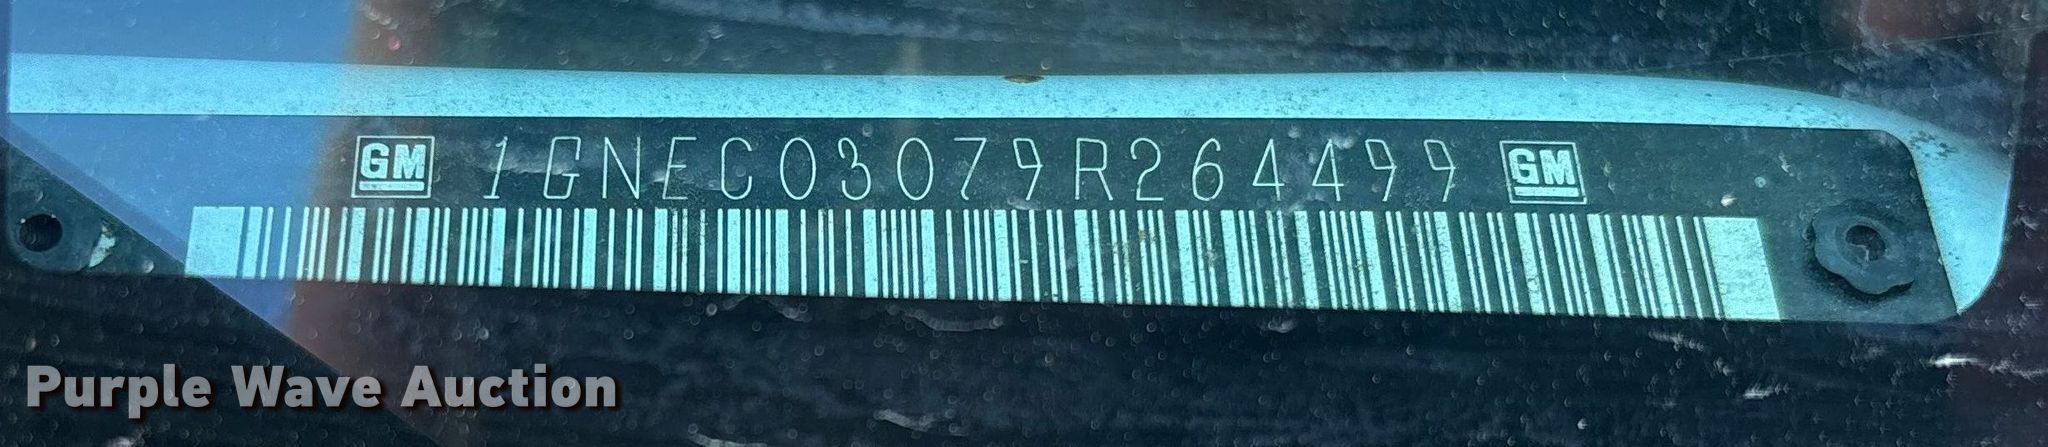 GM 1GNEC03079R264499 GM
Purple Wave Auction